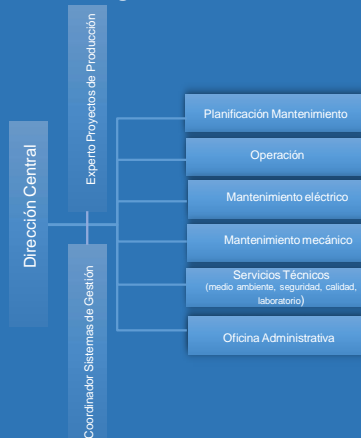 Dirección Central
Experto Proyectos de Producción
Coordinador Sistemas de Gestión
Planificación Mantenimiento
Operación
Mantenimiento eléctrico
Mantenimiento mecánico
Servicios Técnicos
(medio ambiente, seguridad, calidad,
laboratorio)
Oficina Administrativa